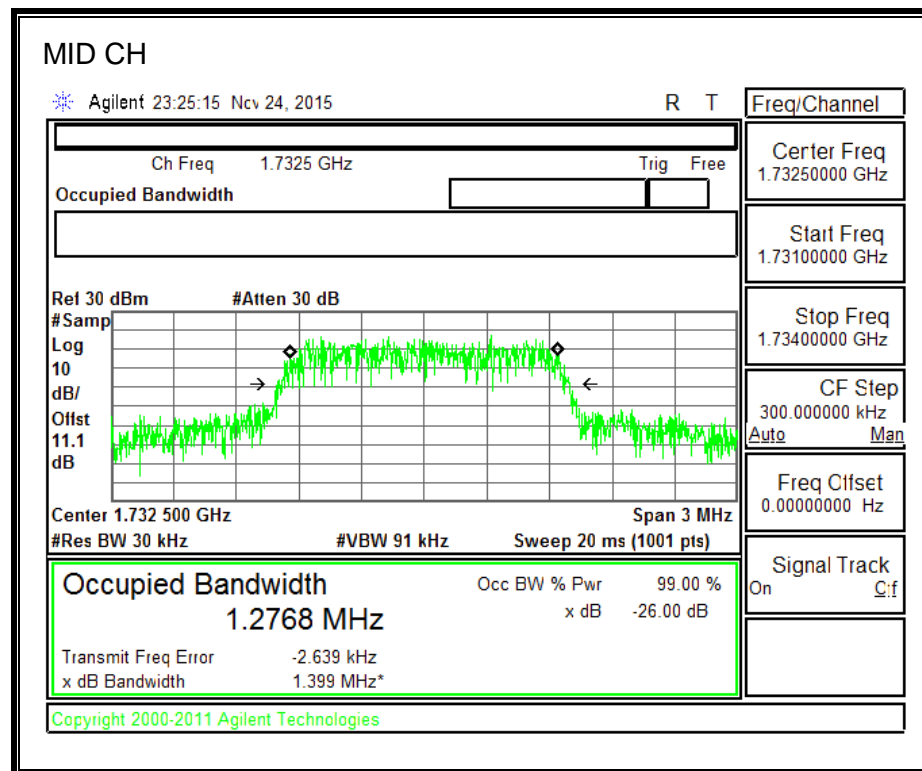 MID CH
Agilent 23:25:15 Nov 24, 2015 R T
Freq/Channel
Ch Freq 1.7325 GHz Trig Free
Occupied Bandwidth
Center Freq
1.73250000 GHz
Start Freq
1.73100000 GHz
Stop Freq
1.73400000 GHz
CF Step
300.000000 kHz
Auto Man
Freq Offset
0.00000000 Hz
Signal Track
On Off
Ref 30 dBm #Atten 30 dB
#Samp
Log
10
dB/
Offst
11.1
dB
Center 1.732 500 GHz Span 3 MHz
#Res BW 30 kHz #VBW 91 kHz Sweep 20 ms (1001 pts)
Occupied Bandwidth Occ BW % Pwr 99.00 %
1.2768 MHz x dB -26.00 dB
Transmit Freq Error -2.639 kHz
x dB Bandwidth 1.399 MHz*
Copyright 2000-2011 Agilent Technologies